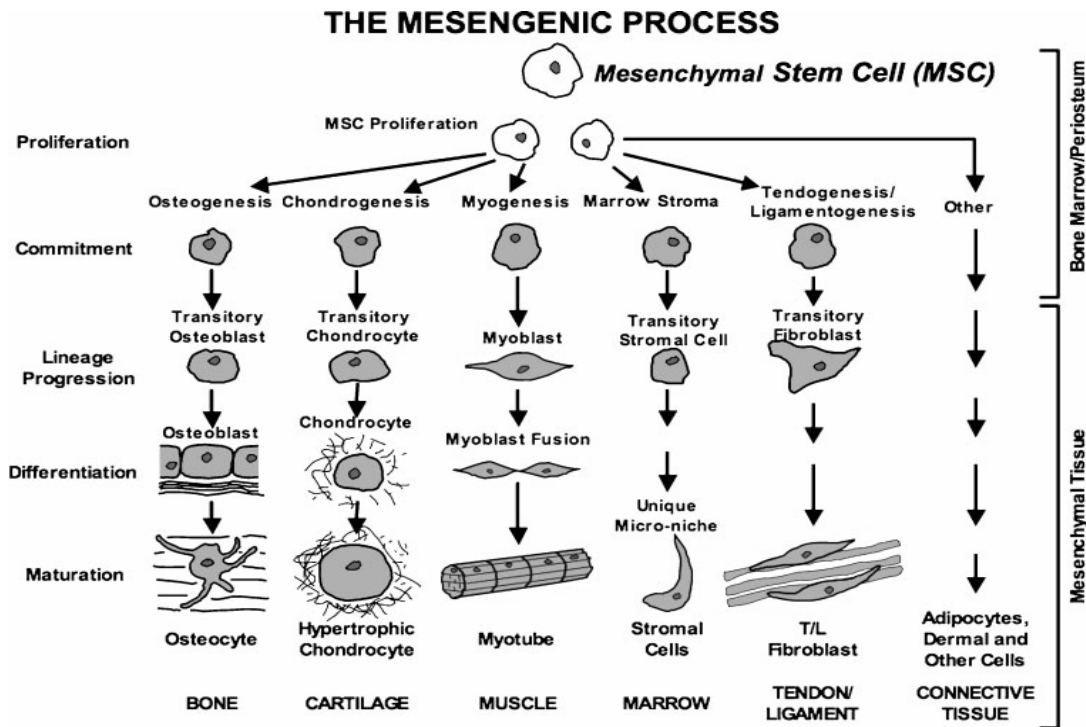 THE MESENGENIC PROCESS
Mesenchymal Stem Cell (MSC)
Proliferation
MSC Proliferation
Osteogenesis
Chondrogenesis
Myogenesis
Marrow Stroma
Tendogenesis/
Ligamentogenesis
Other
Commitment
Transitory
Osteoblast
Transitory
Chondrocyte
Myoblast
Transitory
Stromal Cell
Transitory
Fibroblast
Lineage
Progression
Osteoblast
Chondrocyte
Myoblast Fusion
Differentiation
Unique
Micro-niche
Maturation
Osteocyte
Hypertrophic
Chondrocyte
Myotube
Stromal
Cells
T/L
Fibroblast
Adipocytes,
Dermal and
Other Cells
BONE
CARTILAGE
MUSCLE
MARROW
TENDON/
LIGAMENT
CONNECTIVE
TISSUE
Bone Marrow/Periosteum
Mesenchymal Tissue